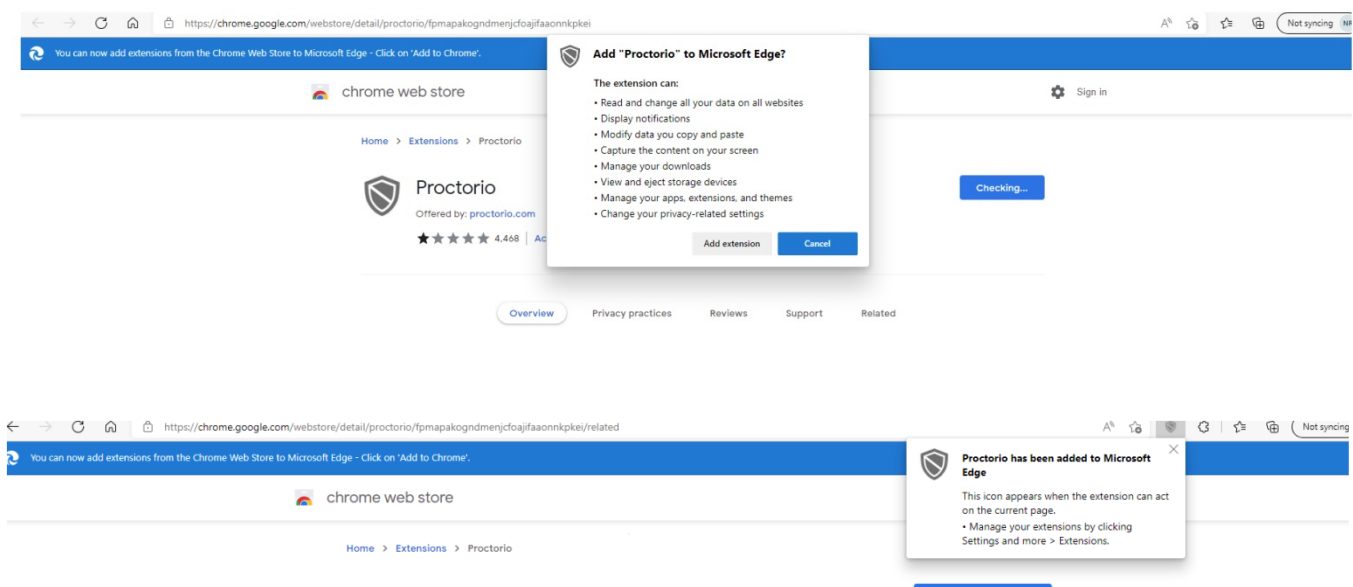 https://chrome.google.com/webstore/detail/proctorio/fpmapakogndmenjcfoajifaaonnkpkei
Not syncing
You can now add extensions from the Chrome Web Store to Microsoft Edge - Click on 'Add to Chrome'.
Add "Proctorio" to Microsoft Edge?
The extension can:
• Read and change all your data on all websites
• Display notifications
• Modify data you copy and paste
• Capture the content on your screen
• Manage your downloads
• View and eject storage devices
• Manage your apps, extensions, and themes
• Change your privacy-related settings
Add extension Cancel
chrome web store
Sign in
Home > Extensions > Proctorio
Proctorio
Checking...
Offered by: proctorio.com
4,468 | Ac
Overview Privacy practices Reviews Support Related
https://chrome.google.com/webstore/detail/proctorio/fpmapakogndmenjcfoajifaaonnkpkei/related
Not syncing
You can now add extensions from the Chrome Web Store to Microsoft Edge - Click on 'Add to Chrome'.
Proctorio has been added to Microsoft
Edge
This icon appears when the extension can act
on the current page.
• Manage your extensions by clicking
Settings and more > Extensions.
chrome web store
Home > Extensions > Proctorio